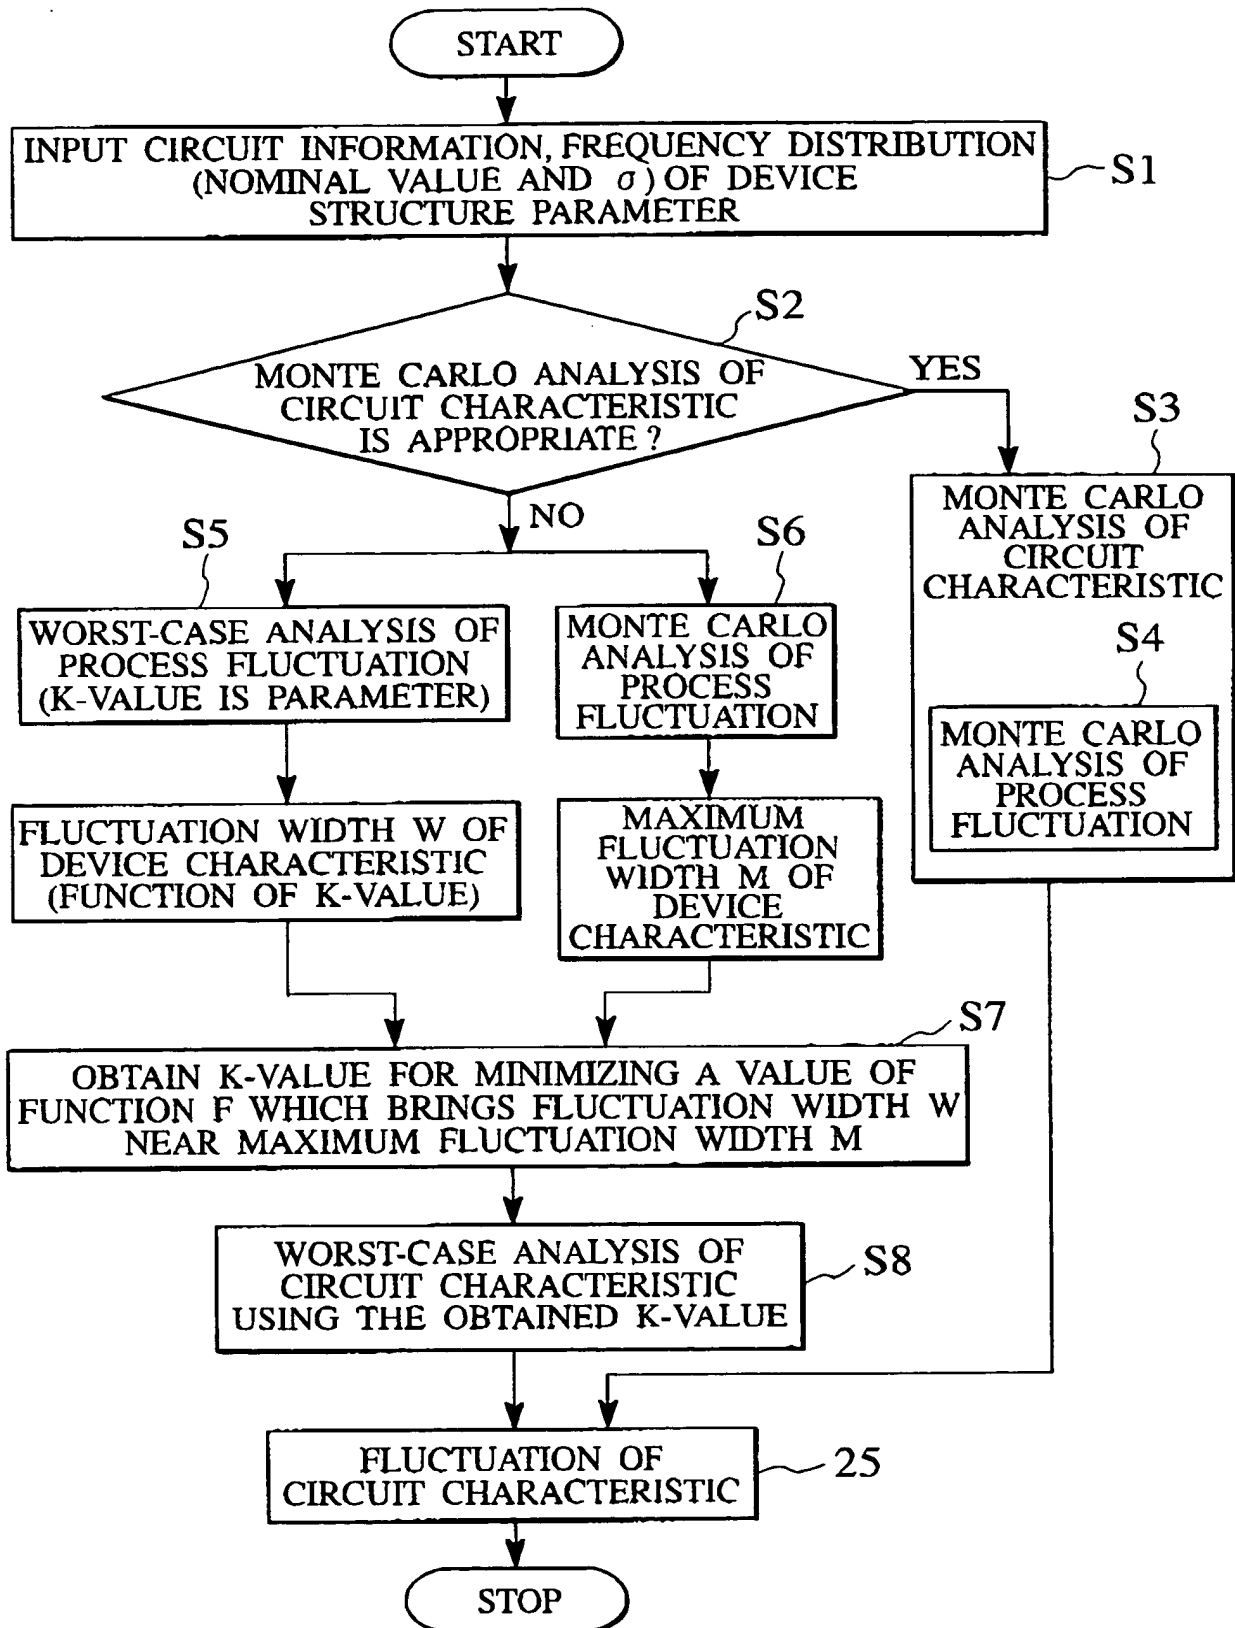 START
INPUT CIRCUIT INFORMATION, FREQUENCY DISTRIBUTION
(NOMINAL VALUE AND σ) OF DEVICE
STRUCTURE PARAMETER
S1
S2
MONTE CARLO ANALYSIS OF
CIRCUIT CHARACTERISTIC
IS APPROPRIATE ?
YES
NO
S3
MONTE CARLO
ANALYSIS OF
CIRCUIT
CHARACTERISTIC
S4
MONTE CARLO
ANALYSIS OF
PROCESS
FLUCTUATION
S5
WORST-CASE ANALYSIS OF
PROCESS FLUCTUATION
(K-VALUE IS PARAMETER)
S6
MONTE CARLO
ANALYSIS OF
PROCESS
FLUCTUATION
FLUCTUATION WIDTH W OF
DEVICE CHARACTERISTIC
(FUNCTION OF K-VALUE)
MAXIMUM
FLUCTUATION
WIDTH M OF
DEVICE
CHARACTERISTIC
S7
OBTAIN K-VALUE FOR MINIMIZING A VALUE OF
FUNCTION F WHICH BRINGS FLUCTUATION WIDTH W
NEAR MAXIMUM FLUCTUATION WIDTH M
WORST-CASE ANALYSIS OF
CIRCUIT CHARACTERISTIC
USING THE OBTAINED K-VALUE
S8
FLUCTUATION OF
CIRCUIT CHARACTERISTIC
25
STOP